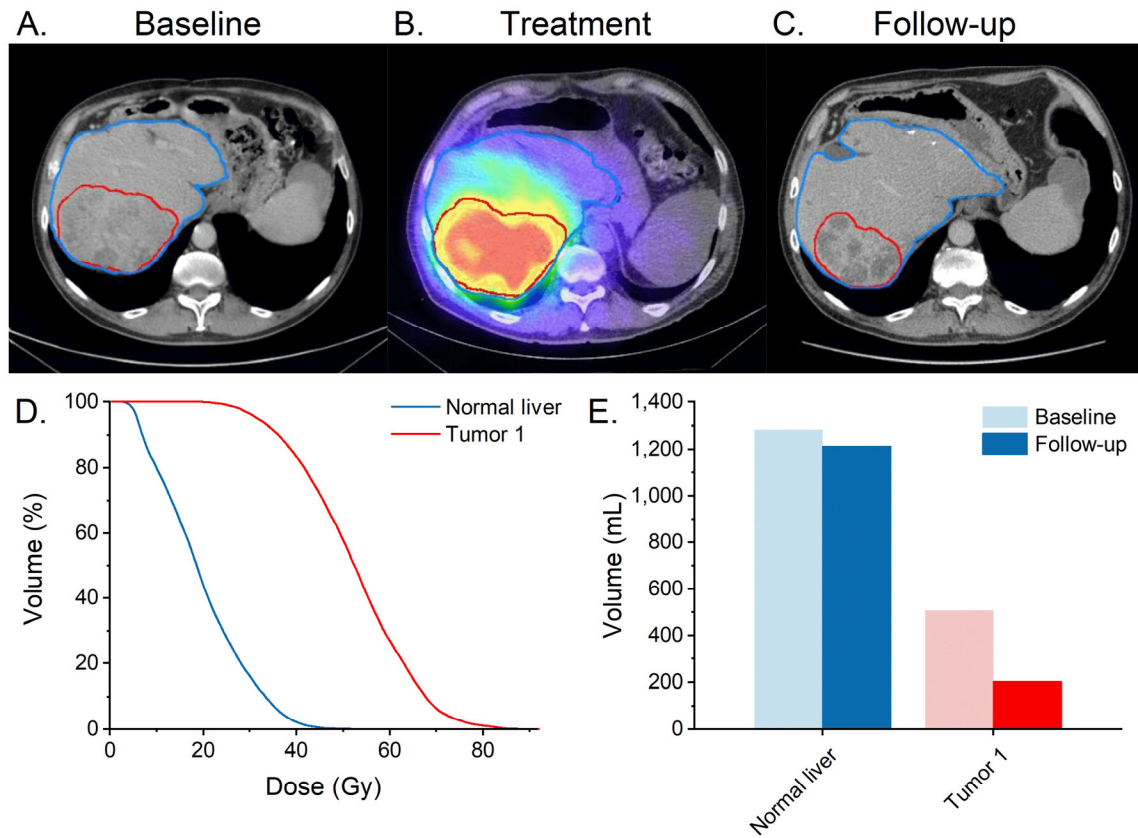 A. Baseline
B. Treatment
C. Follow-up
D.
Normal liver
Tumor 1
100
80
60
40
20
0
Volume (%)
0 20 40 60 80
Dose (Gy)
E.
Baseline
Follow-up
1,400
1,200
1,000
800
600
400
200
0
Volume (mL)
Normal liver
Tumor 1